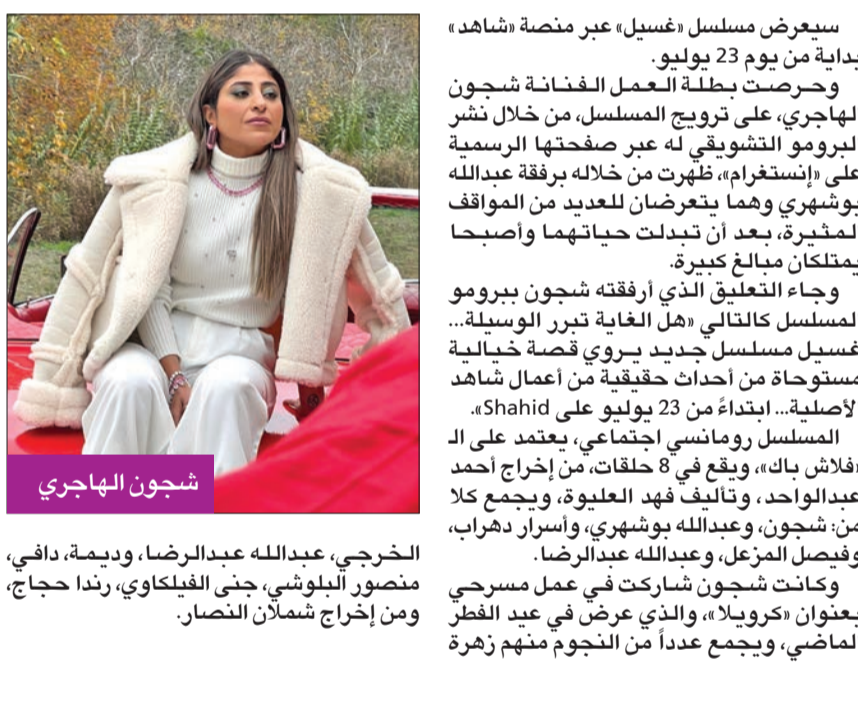 سيعرض مسلسل «غسيل» عبر منصة «شاهد»
بداية من يوم 23 يوليو.
وحرصت بطلة العمل الفنانة شجون
الهاجري، على ترويج المسلسل، من خلال نشر
البرومو التشويقي له عبر صفحتها الرسمية
على «إنستغرام»، ظهرت من خلاله برفقة عبدالله
بوشهري وهما يتعرضان للعديد من المواقف
المثيرة، بعد أن تبدلت حياتهما وأصبحا
يمتلكان مبالغ كبيرة.
وجاء التعليق الذي أرفقته شجون ببرومو
المسلسل كالتالي «هل الغاية تبرر الوسيلة...
غسيل مسلسل جديد يروي قصة خيالية
مستوحاة من أحداث حقيقية من أعمال شاهد
الأصلية... ابتداءً من 23 يوليو على Shahid».
المسلسل رومانسي اجتماعي، يعتمد على الـ
«فلاش باك»، ويقع في 8 حلقات، من إخراج أحمد
عبدالواحد، وتأليف فهد العليوة، ويجمع كلا
من: شجون، وعبدالله بوشهري، وأسرار دهراب،
وفيصل المزعل، وعبدالله عبدالرضا.
وكانت شجون شاركت في عمل مسرحي
بعنوان «كرويلا»، والذي عرض في عيد الفطر
الماضي، ويجمع عدداً من النجوم منهم زهرة
الخرجي، عبدالله عبدالرضا، وديمة، دافي،
منصور البلوشي، جنى الفيلكاوي، رندا حجاج،
ومن إخراج شملان النصار.
شجون الهاجري